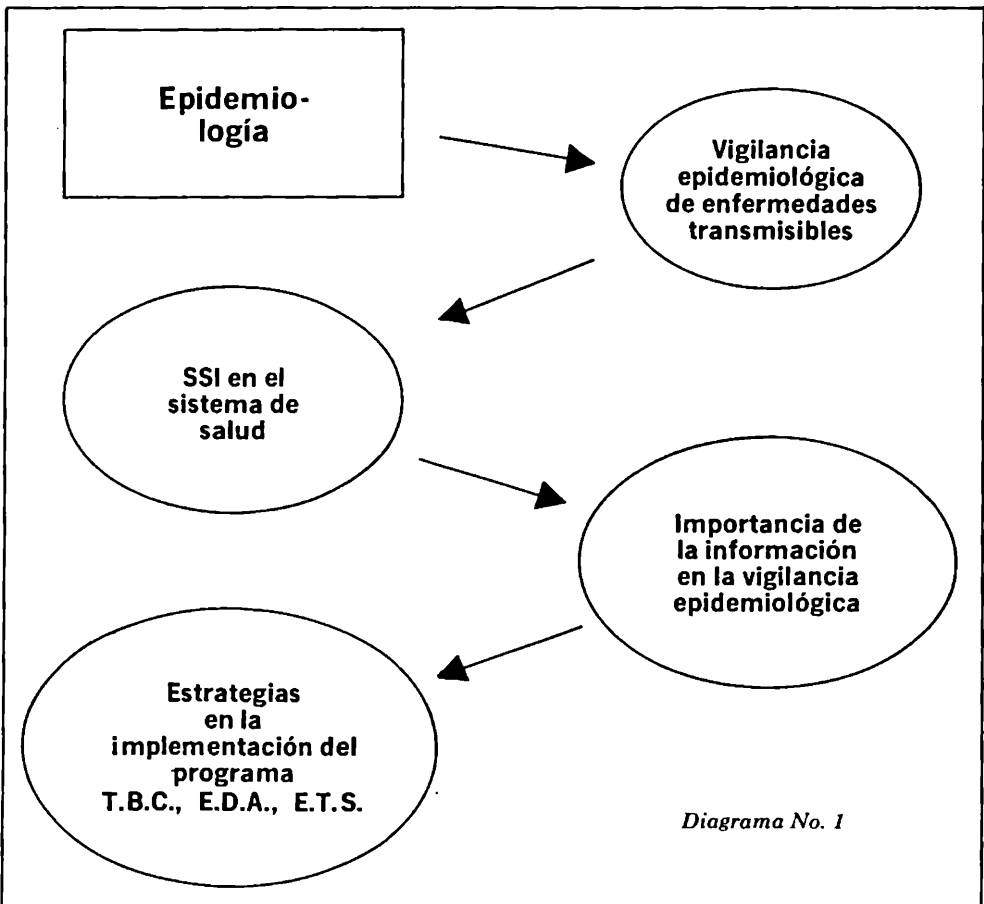 Epidemio-
logía
Vigilancia
epidemiológica
de enfermedades
transmisibles
SSI en el
sistema de
salud
Importancia de
la información
en la vigilancia
epidemiológica
Estrategias
en la
implementación del
programa
T.B.C., E.D.A., E.T.S.
Diagrama No. 1